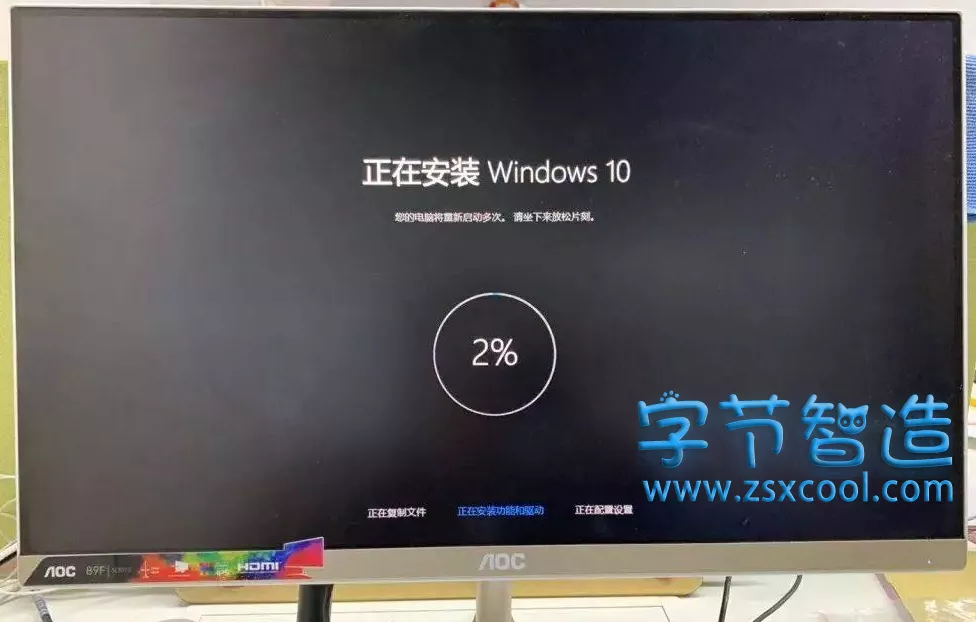 正在安装 Windows 10
您的电脑将重新启动多次。请坐下来放松片刻。
2%
字节智造
www.zsxcool.com
正在复制文件 正在安装功能和驱动 正在配置设置
AOC 89F HDMI
AOC